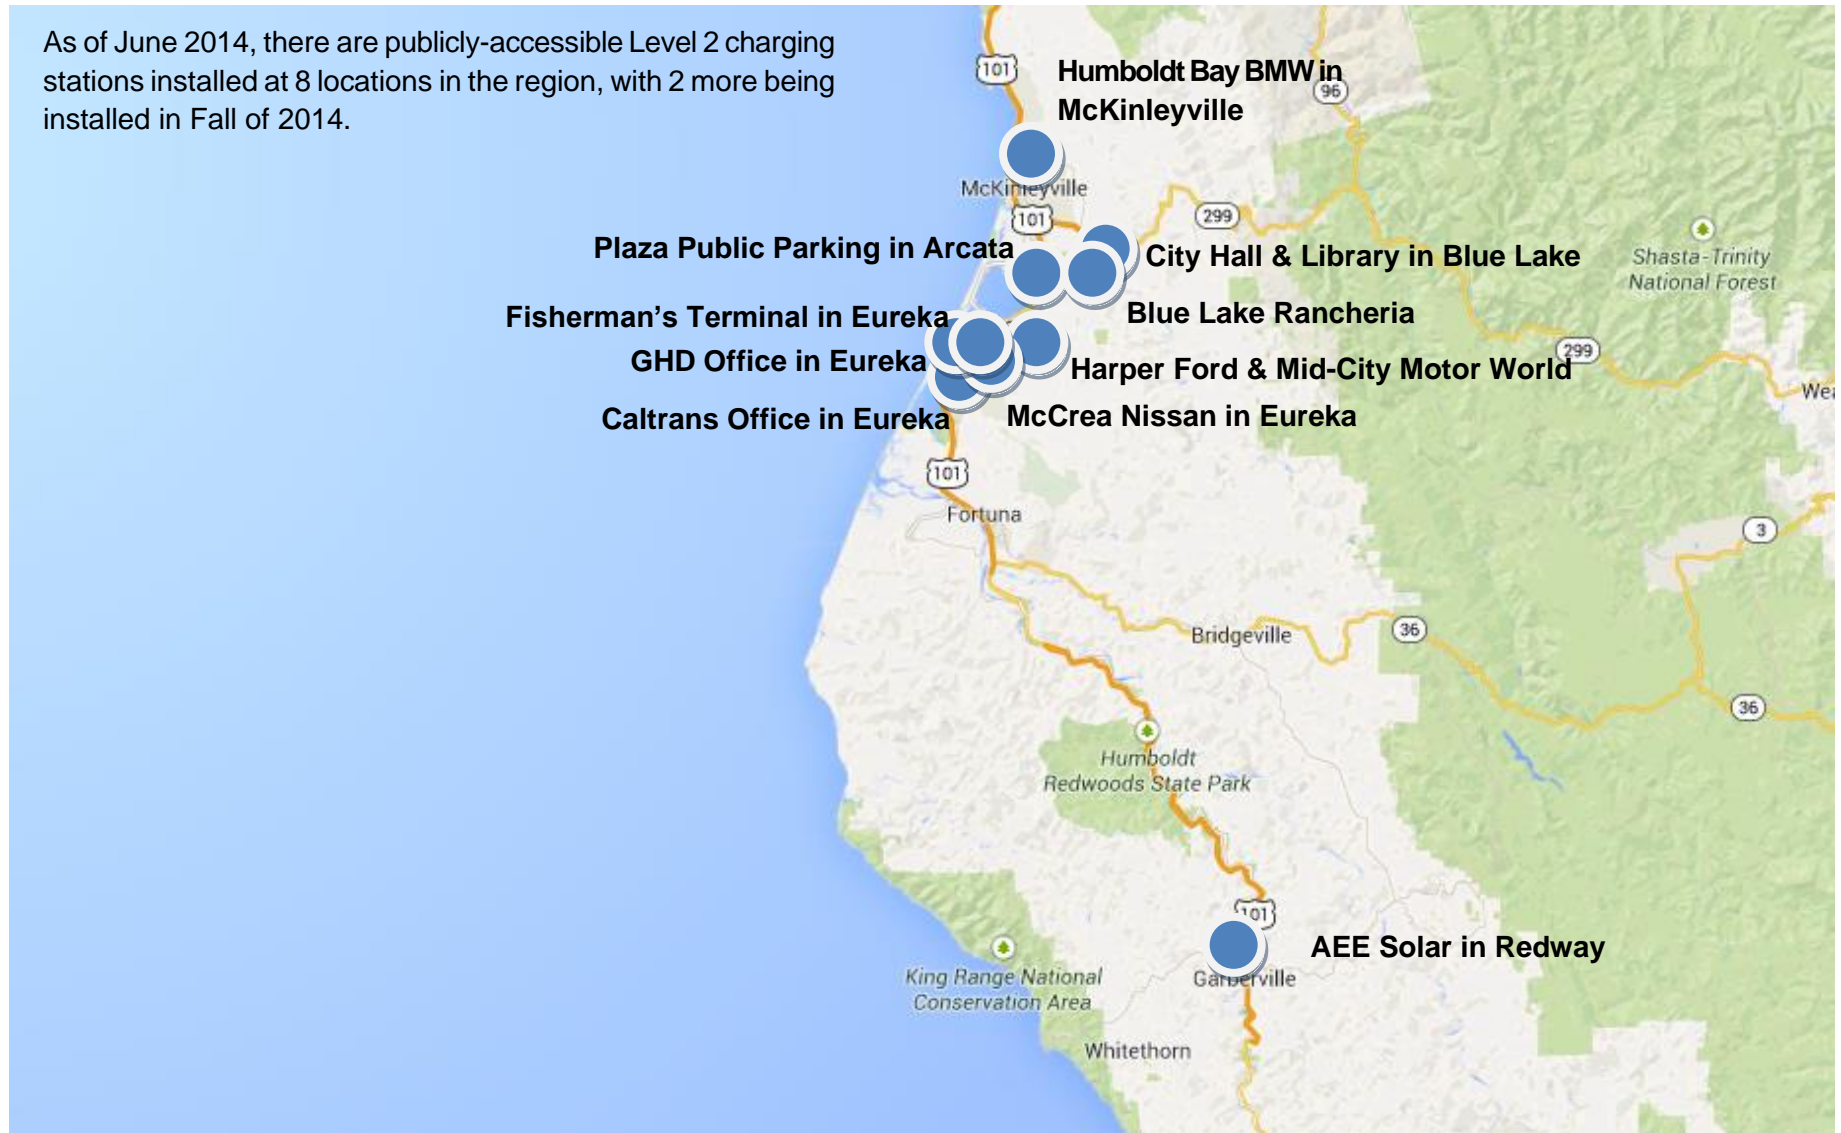 As of June 2014, there are publicly-accessible Level 2 charging
stations installed at 8 locations in the region, with 2 more being
installed in Fall of 2014.
101
Humboldt Bay BMW in
McKinleyville
96
McKinleyville
101
299
Plaza Public Parking in Arcata
City Hall & Library in Blue Lake
Shasta-Trinity
National Forest
Fisherman's Terminal in Eureka
Blue Lake Rancheria
GHD Office in Eureka
Harper Ford & Mid-City Motor World
299
Caltrans Office in Eureka
McCrea Nissan in Eureka
Wea
101
Fortuna
3
Bridgeville
36
36
Humboldt
Redwoods State Park
101
AEE Solar in Redway
King Range National
Conservation Area
Garberville
Whitethorn